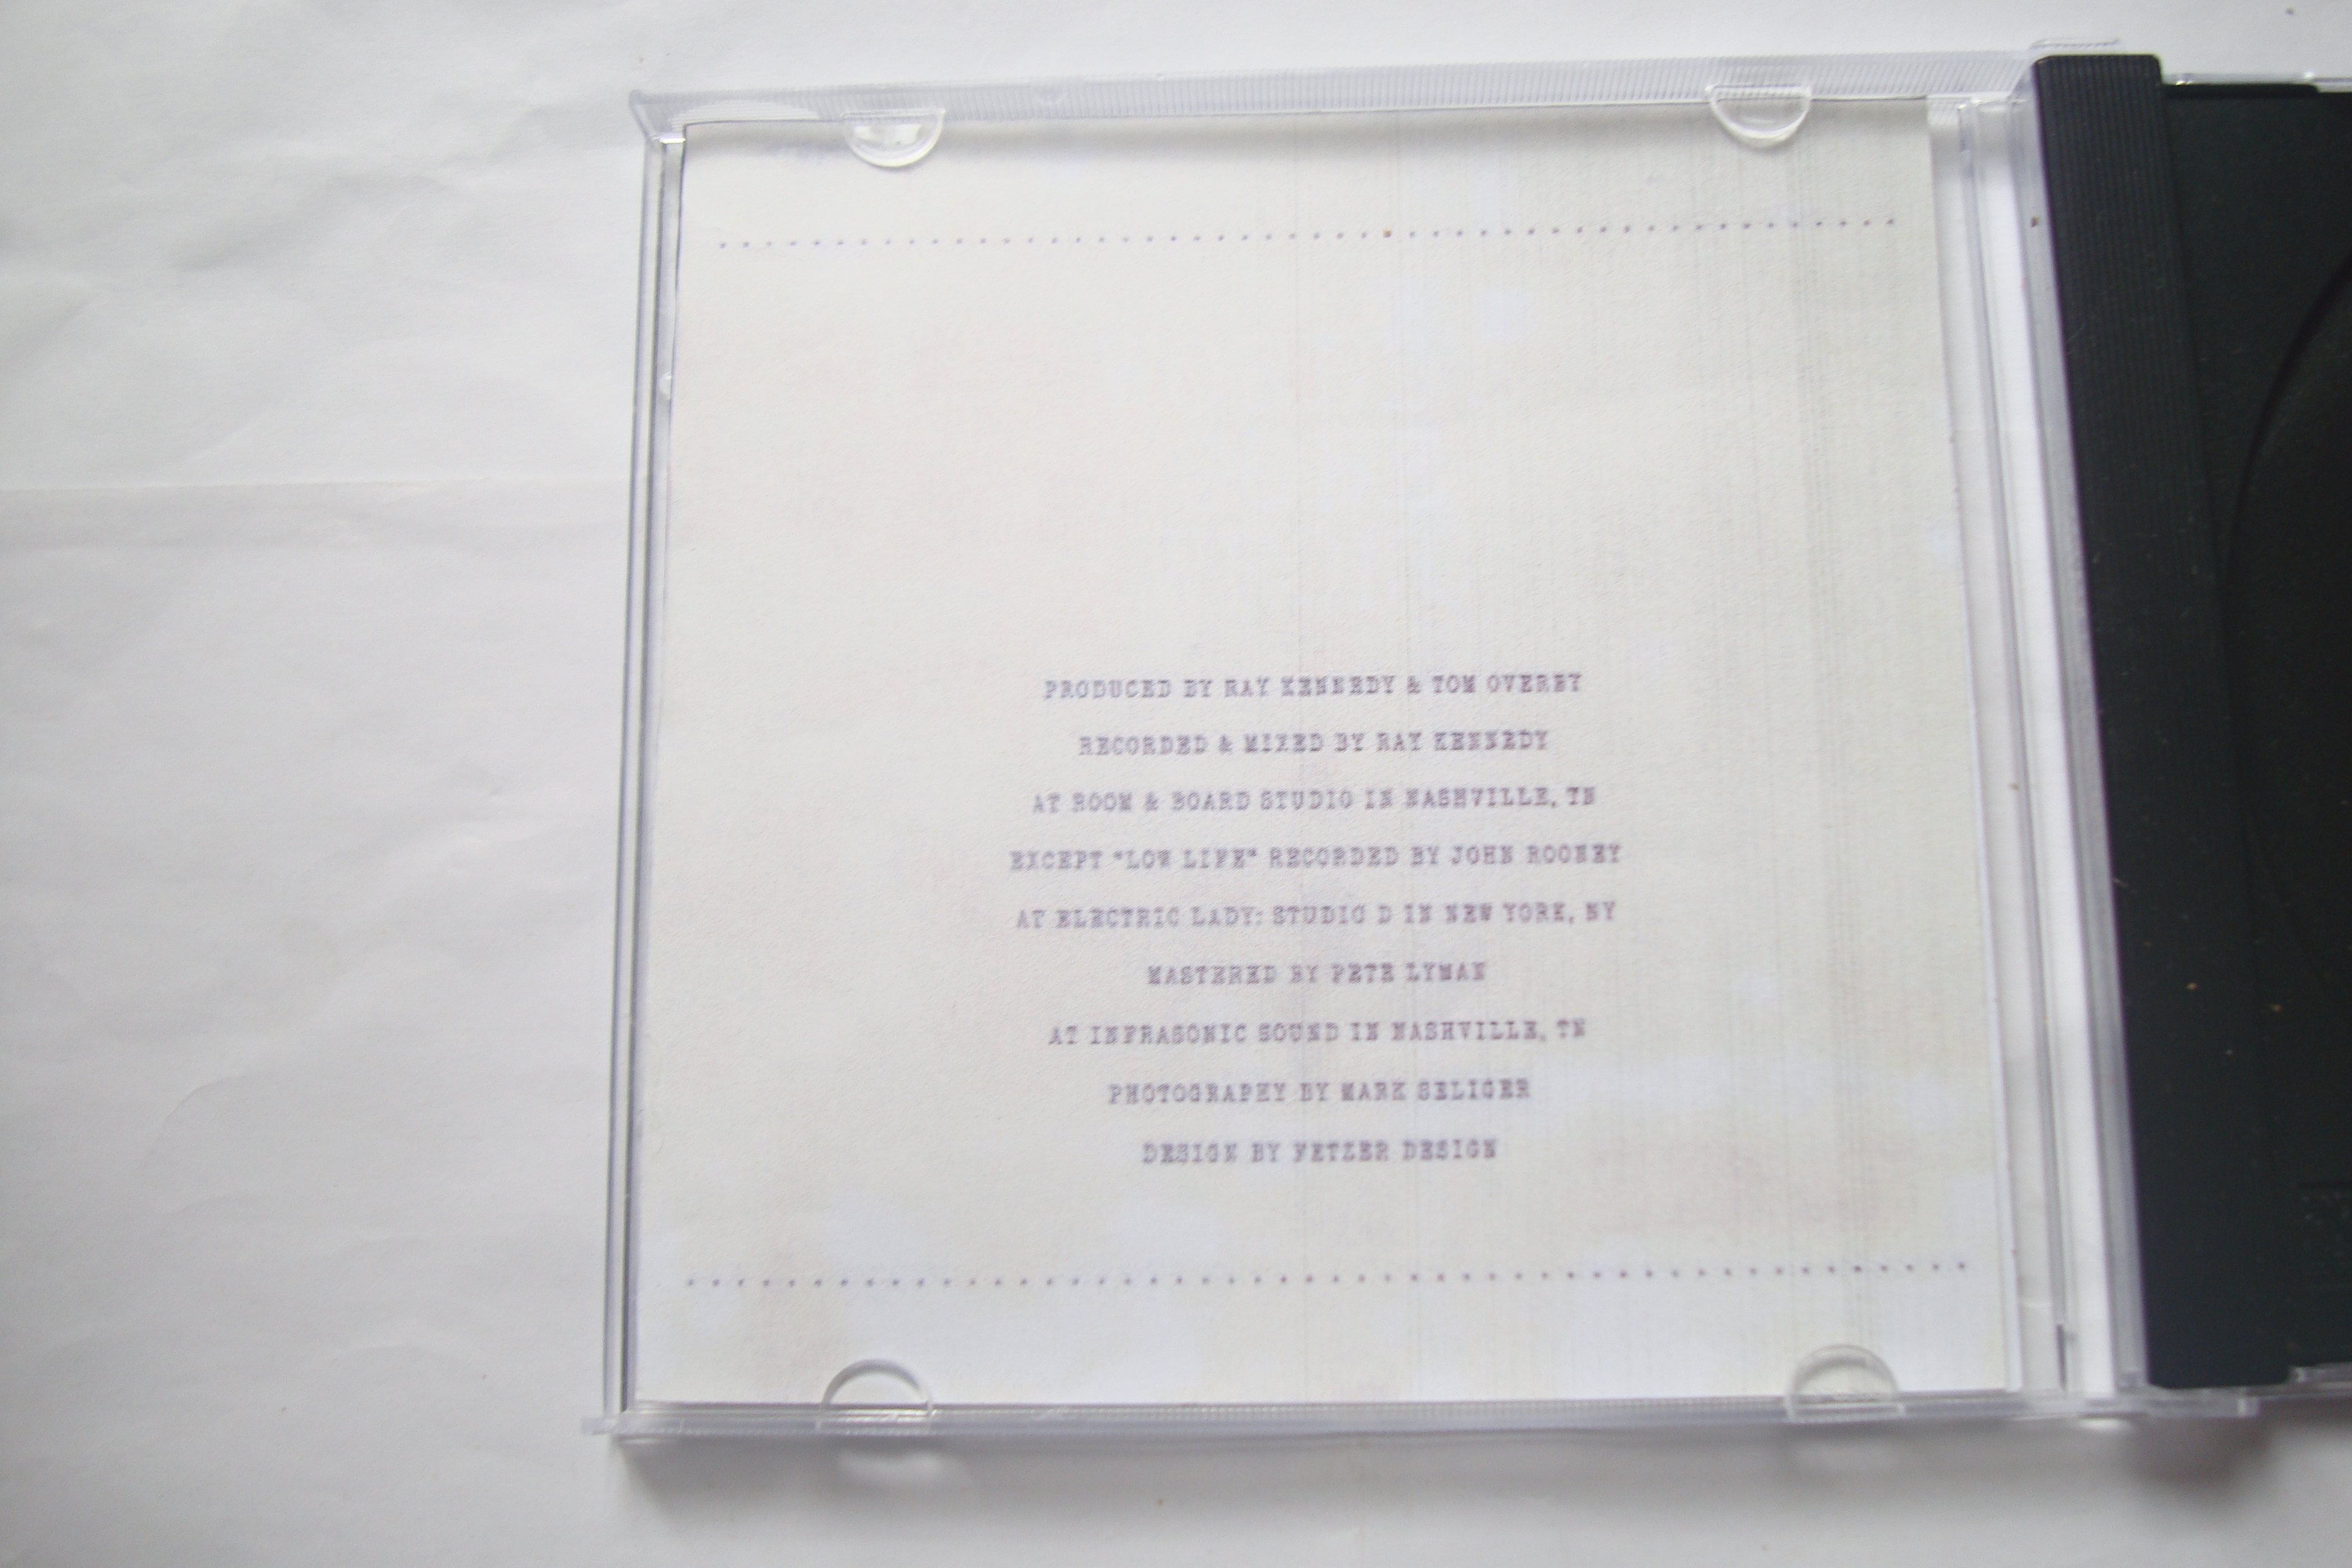 PRODUCED BY RAY KENNEDY & TOM OVERBY
RECORDED & MIXED BY RAY KENNEDY
AT ROOM & BOARD STUDIO IN NASHVILLE, TN
EXCEPT "LOW LIFE" RECORDED BY JOHN ROONEY
AT ELECTRIC LADY: STUDIO D IN NEW YORK, NY
MASTERED BY PETE LYMAN
AT INFRASONIC SOUND IN NASHVILLE, TN
PHOTOGRAPHY BY MARK SELIGER
DESIGN BY FETZER DESIGN